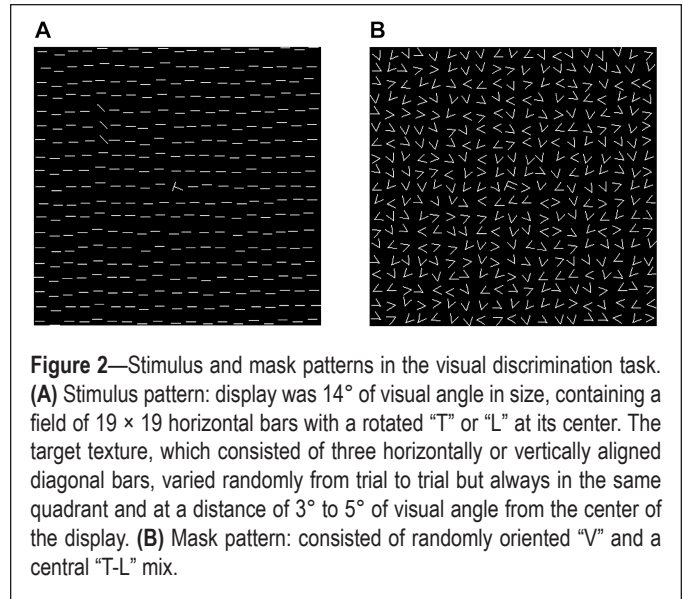 A
B
Figure 2—Stimulus and mask patterns in the visual discrimination task.
(A) Stimulus pattern: display was 14° of visual angle in size, containing a
field of 19 × 19 horizontal bars with a rotated “T” or “L” at its center. The
target texture, which consisted of three horizontally or vertically aligned
diagonal bars, varied randomly from trial to trial but always in the same
quadrant and at a distance of 3° to 5° of visual angle from the center of
the display. (B) Mask pattern: consisted of randomly oriented “V” and a
central “T-L” mix.